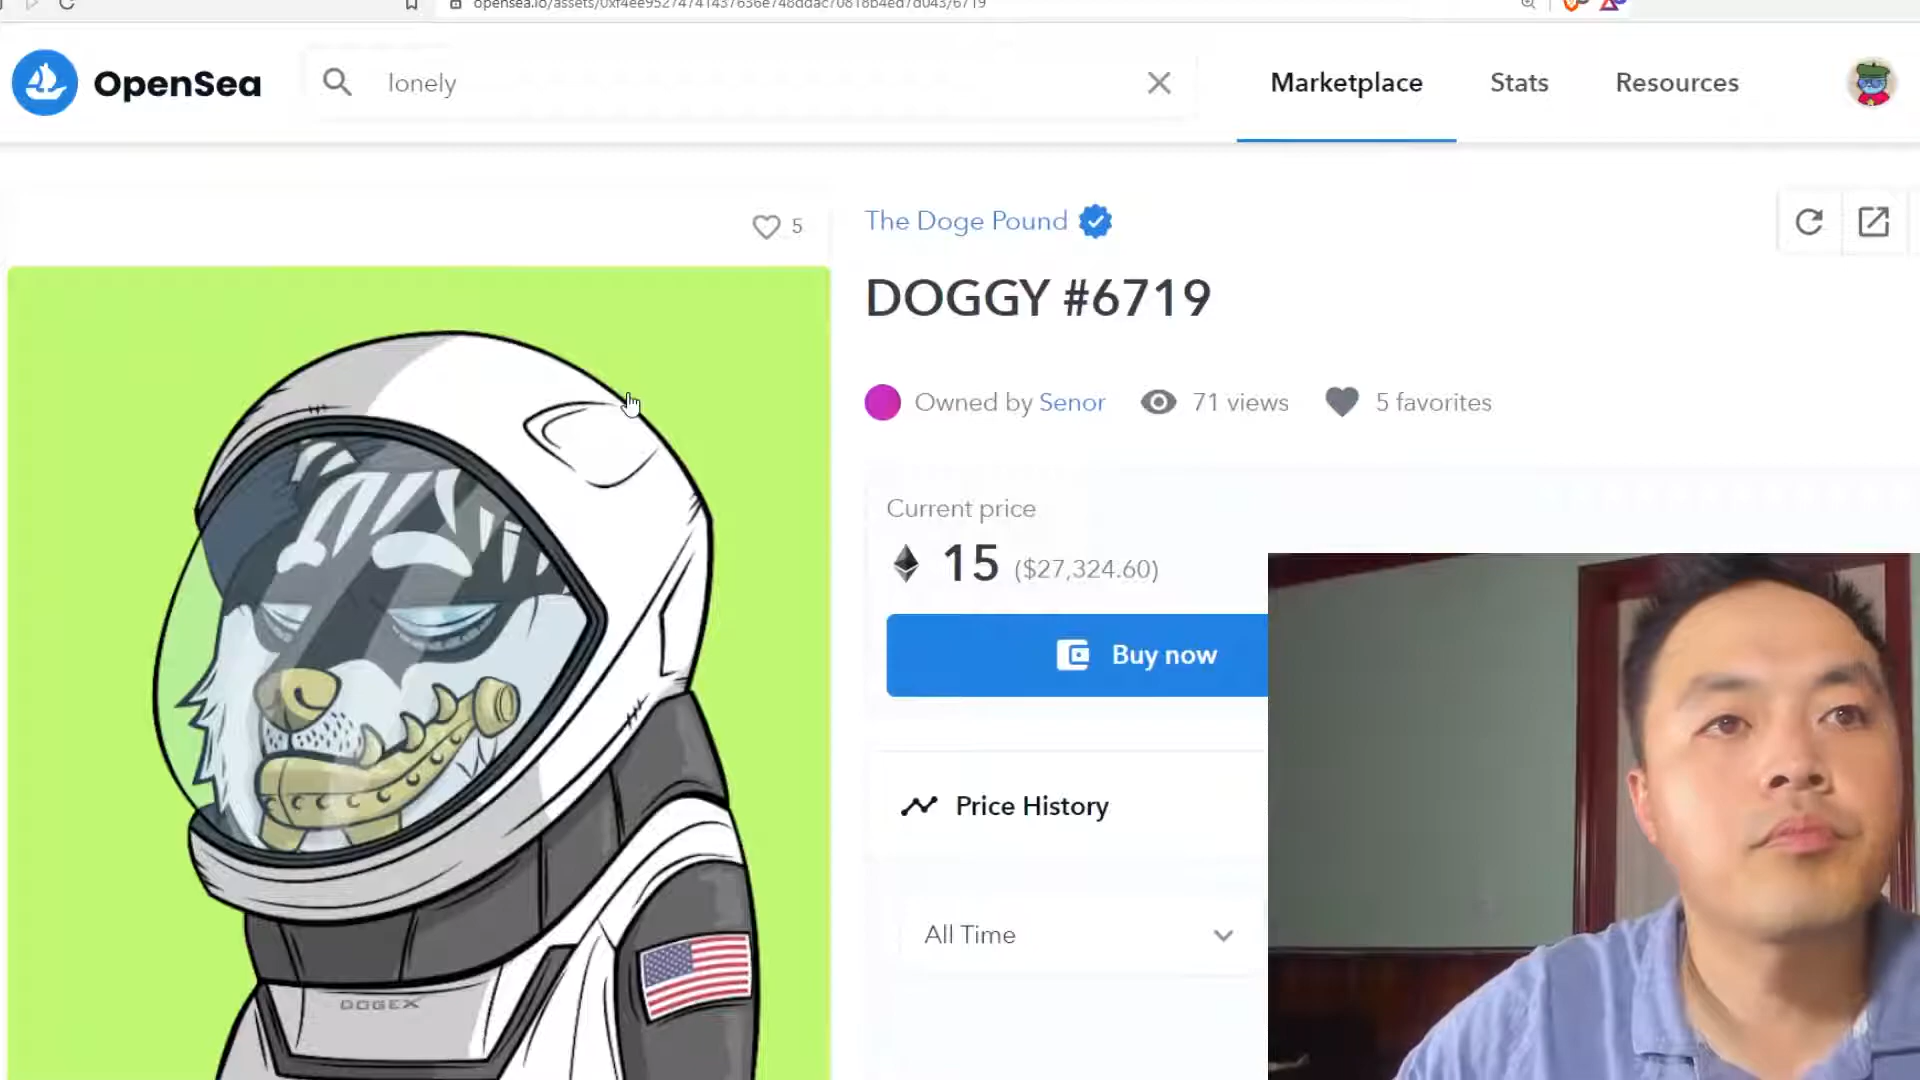 OpenSea
lonely
Marketplace
Stats
Resources
5
The Doge Pound
DOGGY #6719
Owned by Senor
71 views
5 favorites
Current price
15 ($27,324.60)
Buy now
Price History
All Time
DOGEX